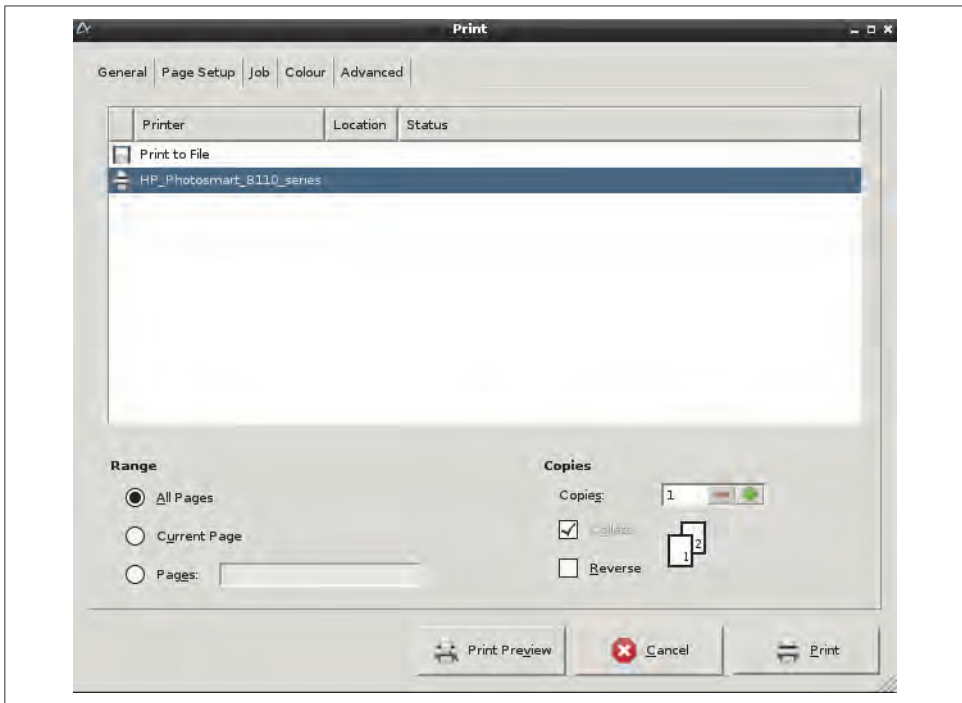 Print
General Page Setup Job Colour Advanced
Printer Location Status
Print to File
HP_Photosmart_B110_series
Range
All Pages
Current Page
Pages:
Copies
Copies: 1
Collate
Reverse
1 2
Print Preview Cancel Print